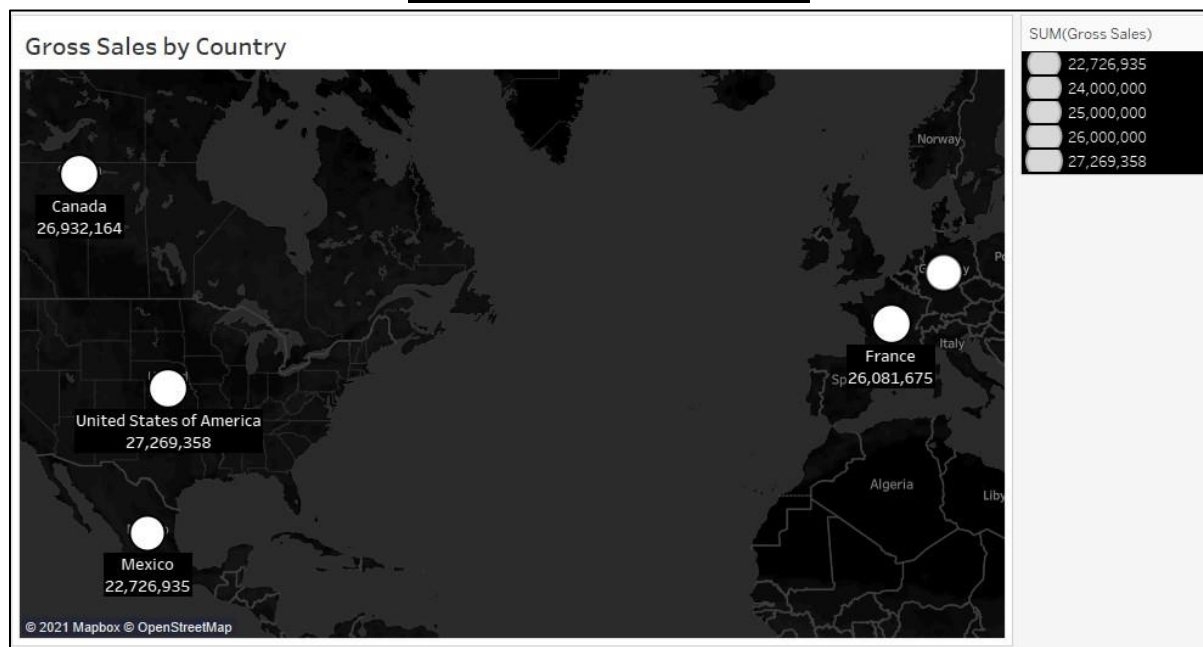 Gross Sales by Country
SUM(Gross Sales)
22,726,935
24,000,000
25,000,000
26,000,000
27,269,358
Norway
Canada
26,932,164
France
26,081,675
Italy
United States of America
27,269,358
Algeria
Mexico
22,726,935
© 2021 Mapbox © OpenStreetMap